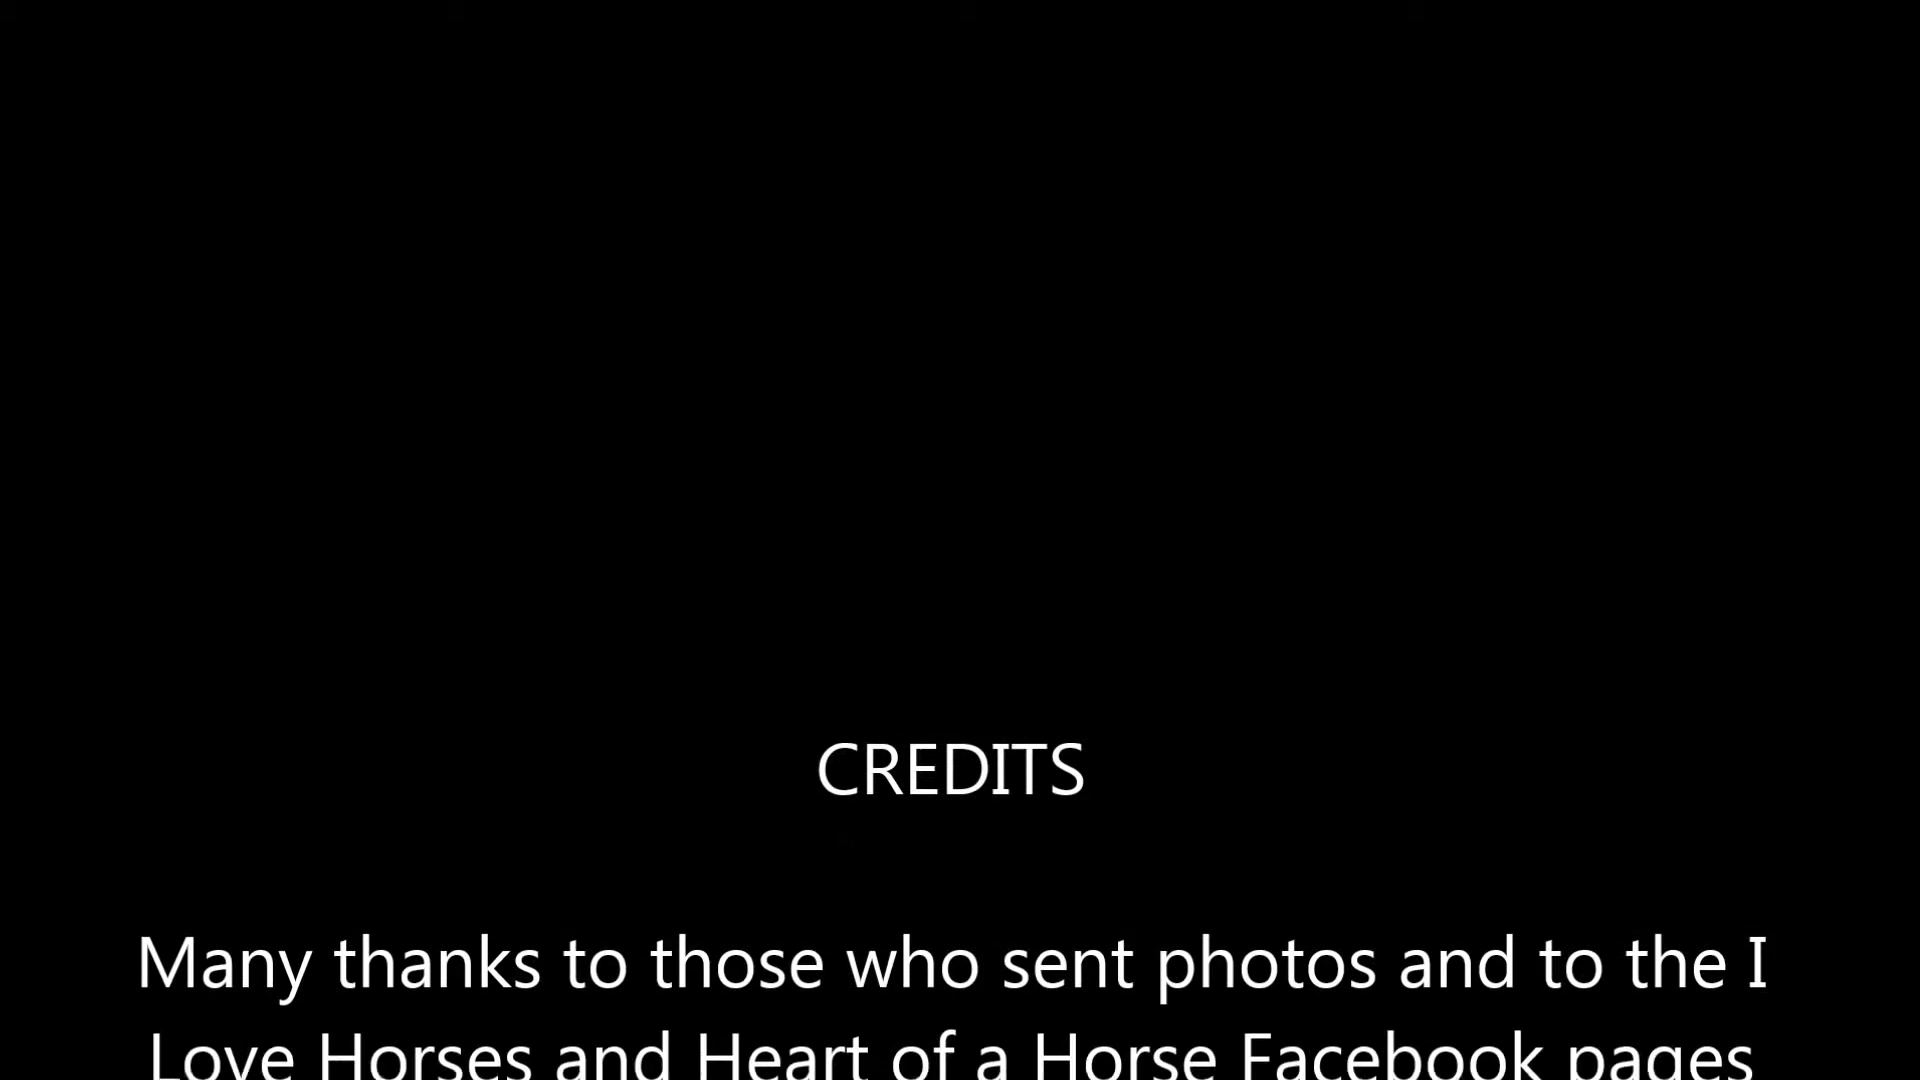 CREDITS
Many thanks to those who sent photos and to the I
Love Horses and Heart of a Horse Facebook pages